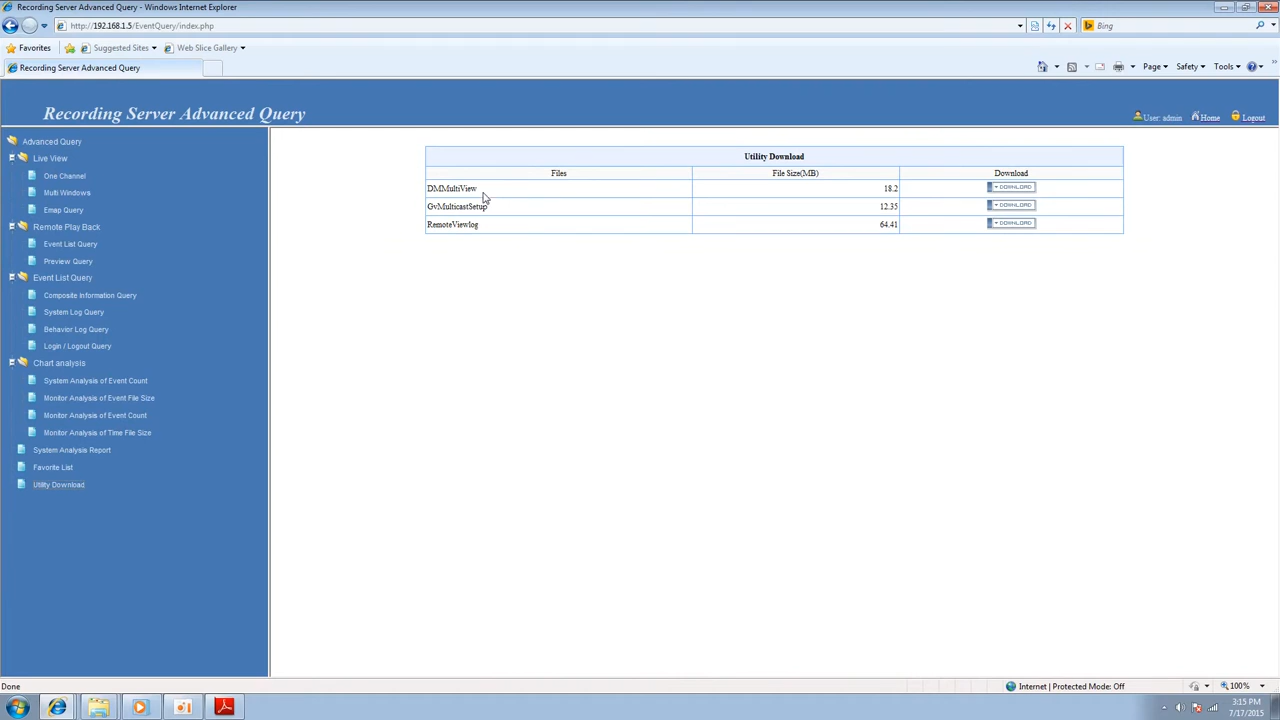 Recording Server Advanced Query - Windows Internet Explorer
http://192.168.1.5/EventQuery/index.php
Bing
Favorites
Suggested Sites
Web Slice Gallery
Recording Server Advanced Query
Page
Safety
Tools
Recording Server Advanced Query
User: admin
Home
Logout
Advanced Query
Live View
One Channel
Multi Windows
Emap Query
Remote Play Back
Event List Query
Preview Query
Event List Query
Composite Information Query
System Log Query
Behavior Log Query
Login / Logout Query
Chart analysis
System Analysis of Event Count
Monitor Analysis of Event File Size
Monitor Analysis of Event Count
Monitor Analysis of Time File Size
System Analysis Report
Favorite List
Utility Download
Utility Download
Files File Size(MB) Download
DMMultiView 18.2 DOWNLOAD
GvMulticastSetup 12.35 DOWNLOAD
RemoteViewlog 64.41 DOWNLOAD
Done
Internet | Protected Mode: Off
100%
3:15 PM
7/17/2015